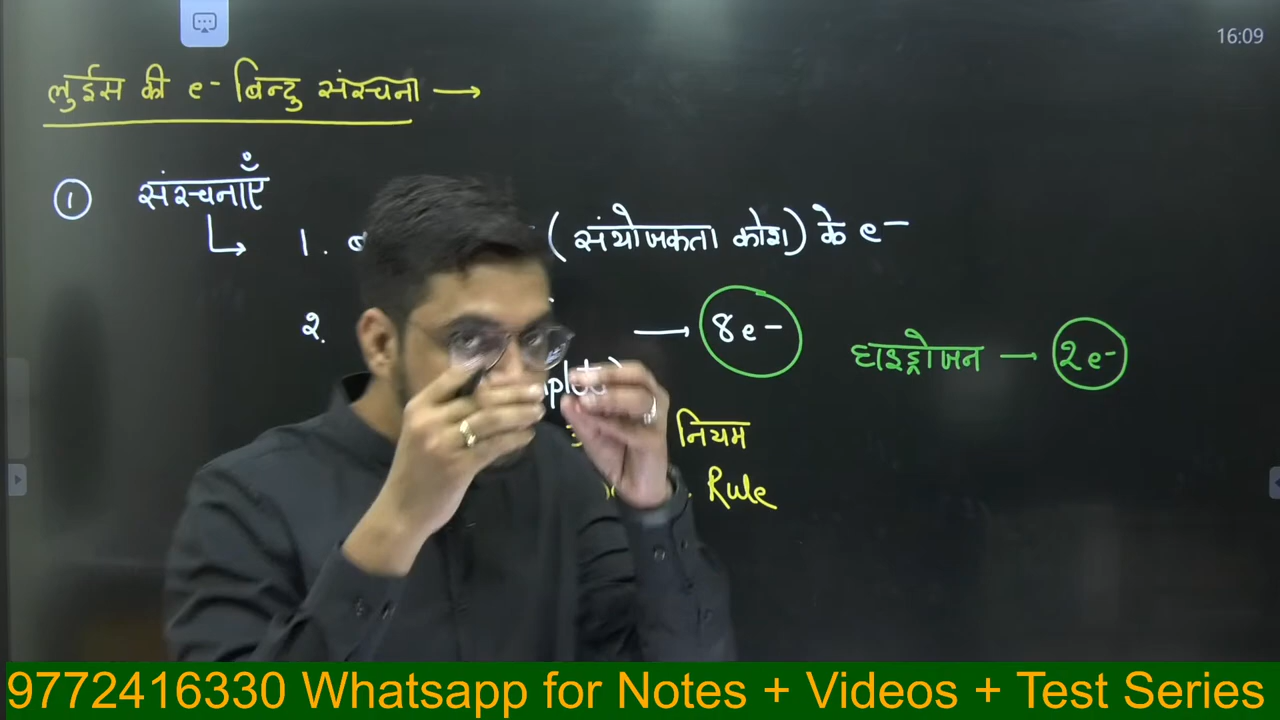 16:09
लुईस की e- बिन्दु संरचना →
① संरचनाएँ
1. (संयोजकता कोश) के e-
२. → 8e-
हाइड्रोजन → 2e-
नियम
Rule
9772416330 Whatsapp for Notes + Videos + Test Series